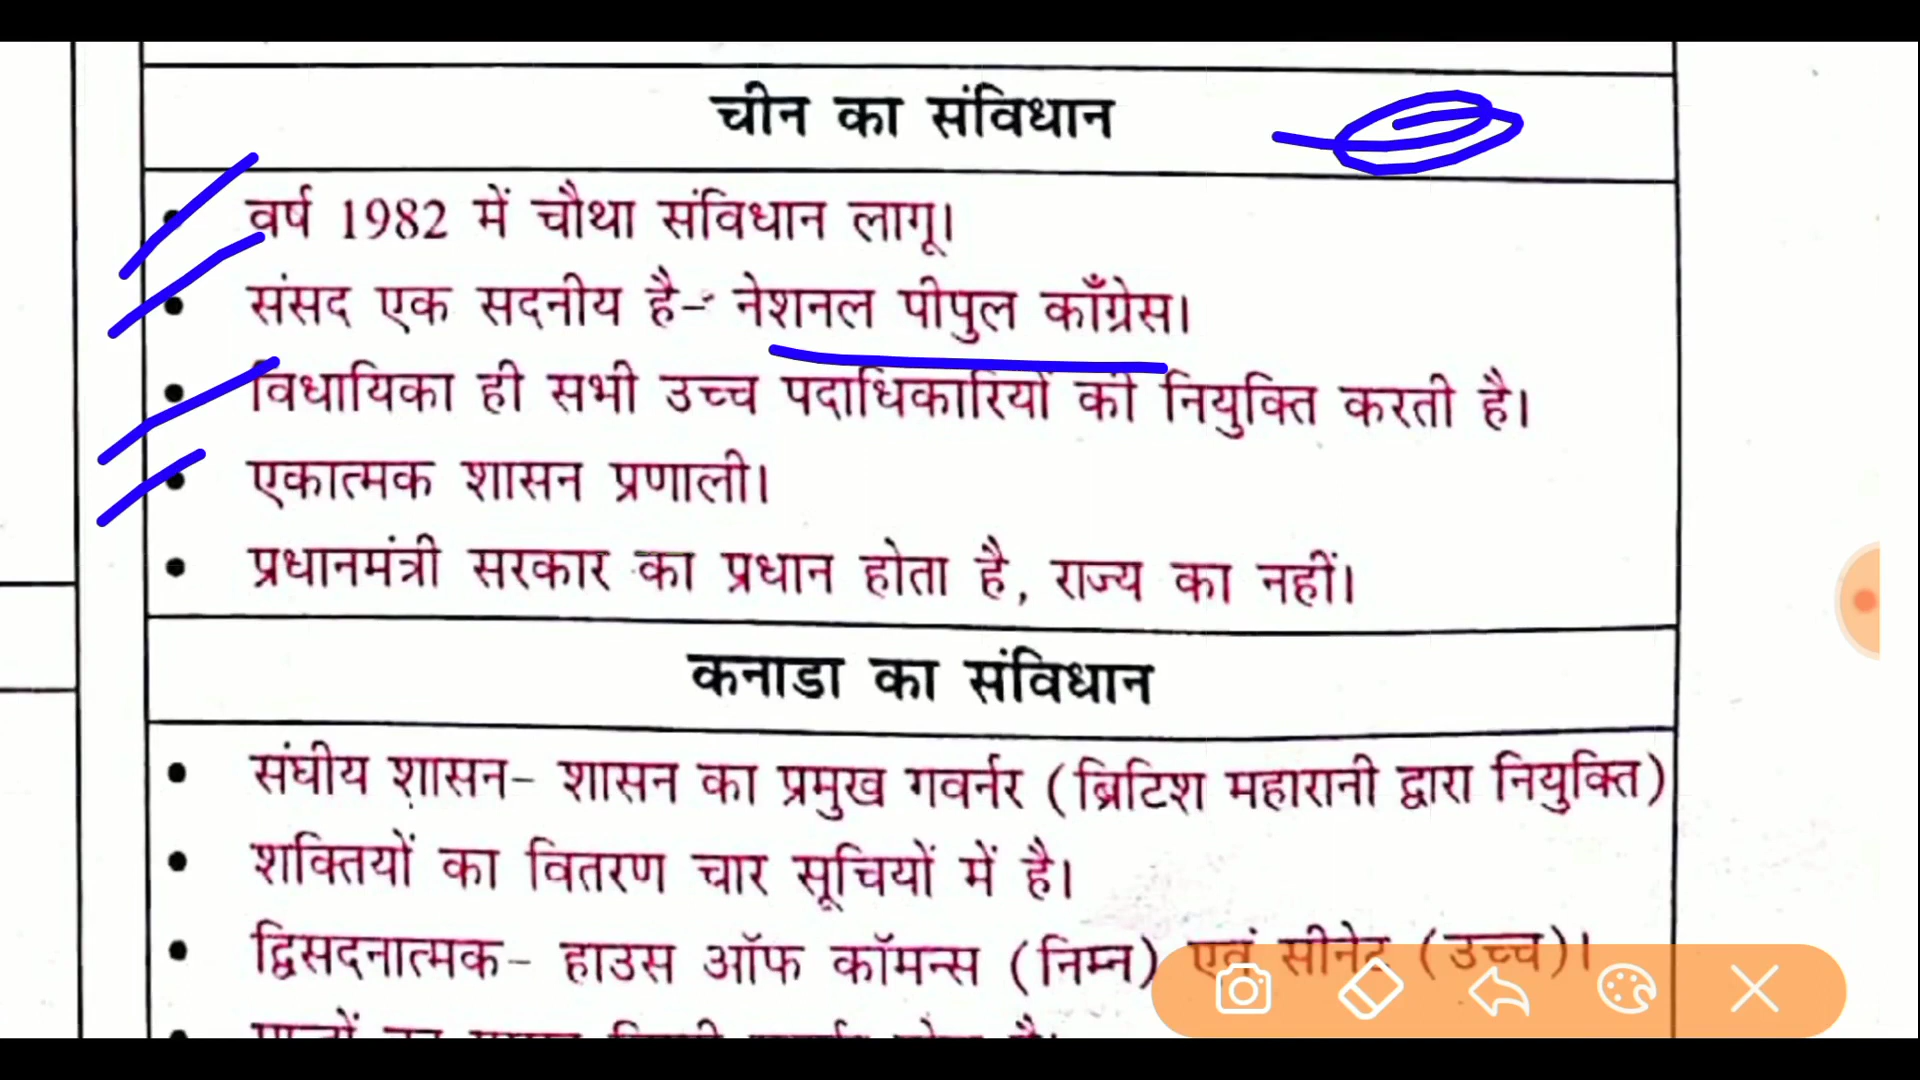 चीन का संविधान
वर्ष 1982 में चौथा संविधान लागू।
संसद एक सदनीय है- नेशनल पीपुल काँग्रेस।
विधायिका ही सभी उच्च पदाधिकारियों की नियुक्ति करती है।
एकात्मक शासन प्रणाली।
प्रधानमंत्री सरकार का प्रधान होता है, राज्य का नहीं।
कनाडा का संविधान
संघीय शासन- शासन का प्रमुख गवर्नर (ब्रिटिश महारानी द्वारा नियुक्ति)
शक्तियों का वितरण चार सूचियों में है।
द्विसदनात्मक- हाउस ऑफ कॉमन्स (निम्न) एवं सीनेट (उच्च)।